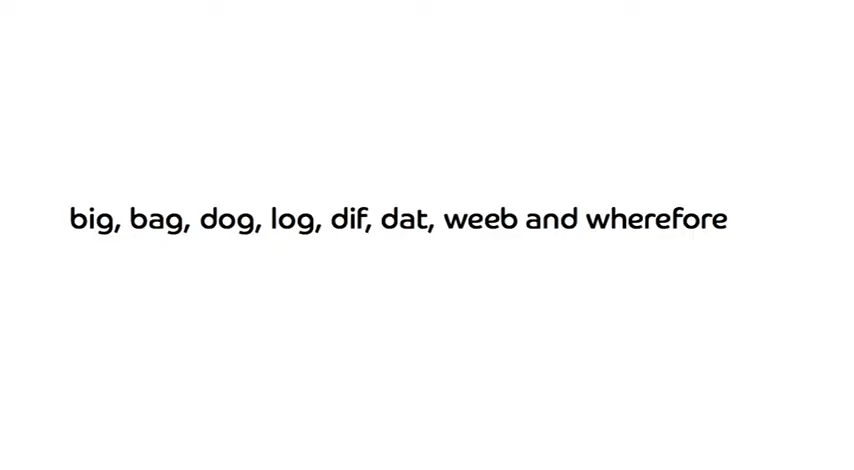 big, bag, dog, log, dif, dat, weeb and wherefore